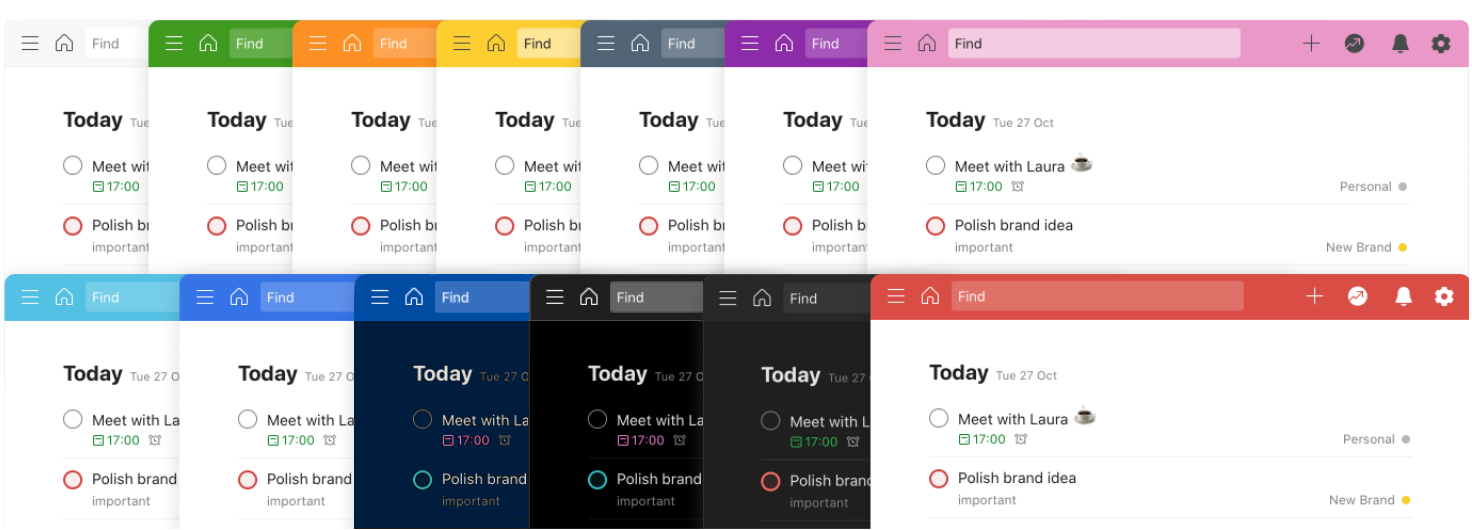 Find
Today Tue
Meet wit
17:00
Polish br
important
Find
Today Tue
Meet wit
17:00
Polish br
important
Find
Today Tue
Meet wit
17:00
Polish br
important
Find
Today Tue
Meet wit
17:00
Polish br
important
Find
Today Tue
Meet wit
17:00
Polish br
important
Find
Today Tue
Meet wi
17:00
Polish br
important
Find
Today Tue 27 Oct
Meet with Laura ☕
17:00
Personal
Polish brand idea
important
New Brand
Find
Today Tue 27 O
Meet with La
17:00
Polish brand
important
Find
Today Tue 27 O
Meet with La
17:00
Polish brand
important
Find
Today Tue 27 O
Meet with La
17:00
Polish brand
important
Find
Today Tue 27 O
Meet with La
17:00
Polish brand
important
Find
Today Tue 27
Meet with L
17:00
Polish brand
important
Find
Today Tue 27 Oct
Meet with Laura ☕
17:00
Personal
Polish brand idea
important
New Brand